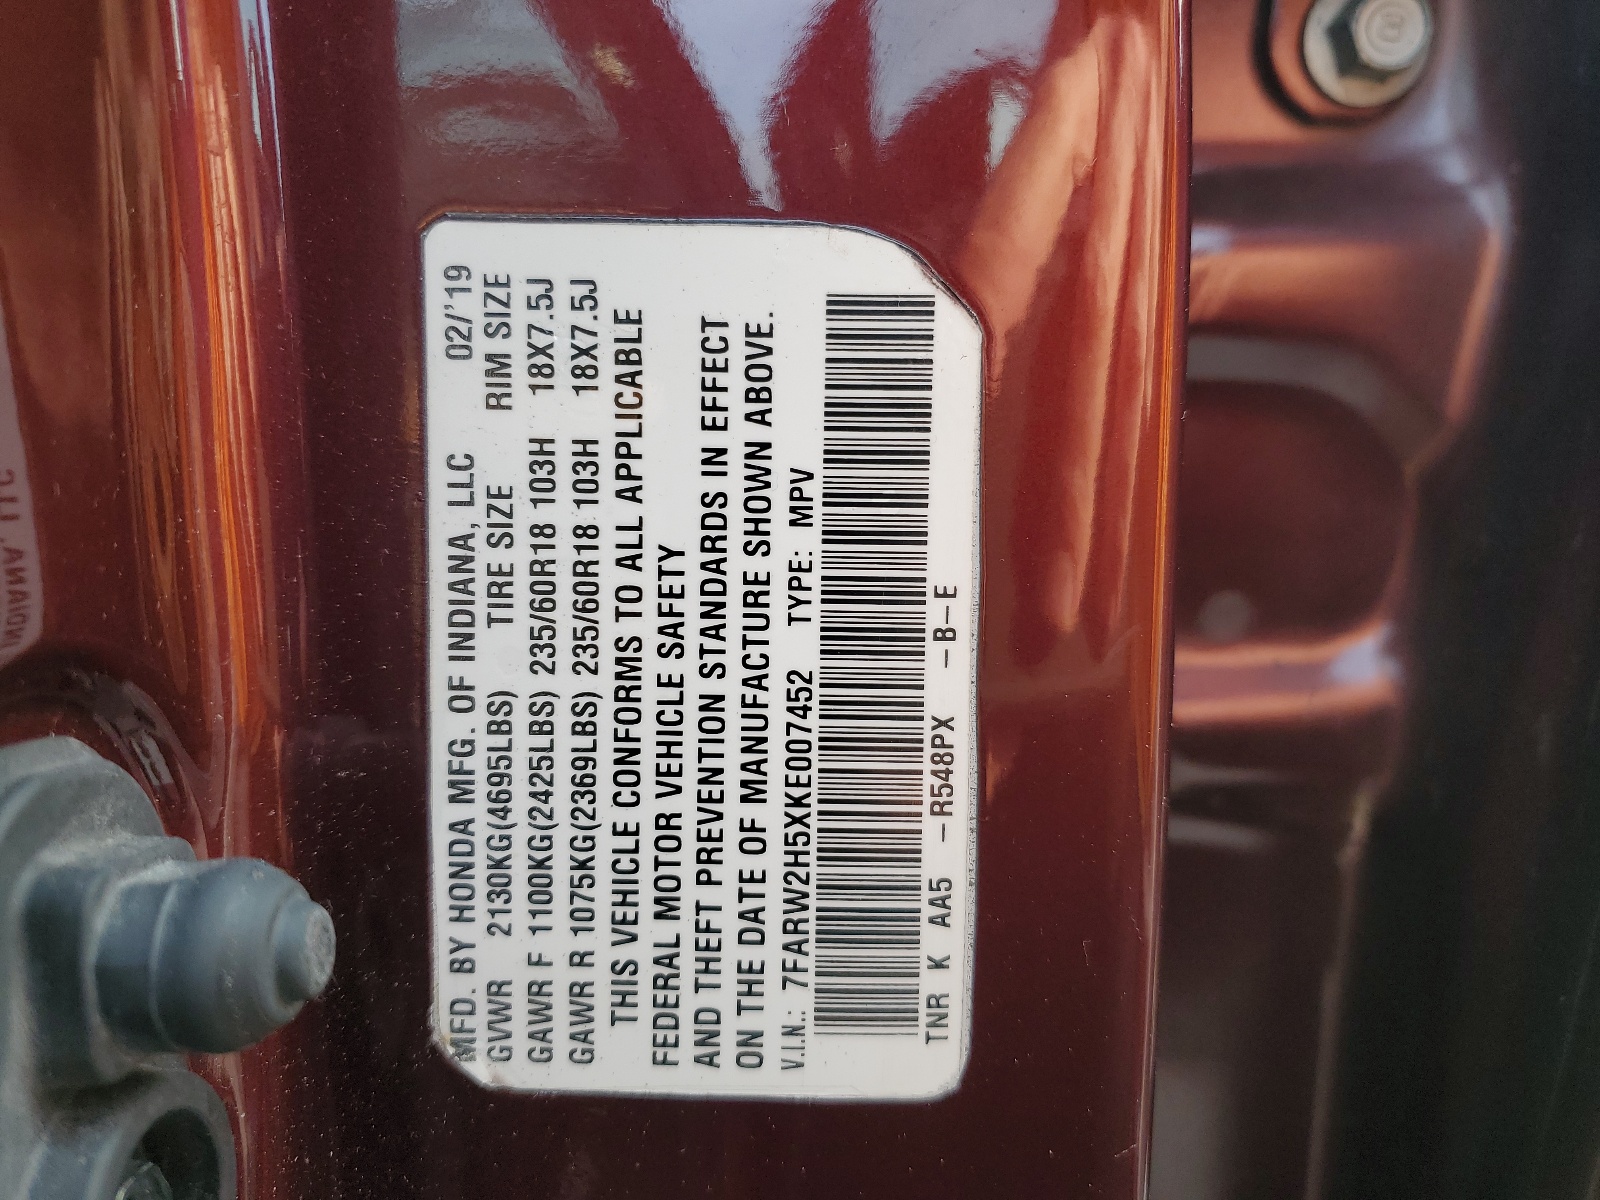 MFD. BY HONDA MFG. OF INDIANA, LLC 02/'19
GVWR 2130KG(4695LBS) TIRE SIZE RIM SIZE
GAWR F 1100KG(2425LBS) 235/60R18 103H 18X7.5J
GAWR R 1075KG(2369LBS) 235/60R18 103H 18X7.5J
THIS VEHICLE CONFORMS TO ALL APPLICABLE
FEDERAL MOTOR VEHICLE SAFETY
AND THEFT PREVENTION STANDARDS IN EFFECT
ON THE DATE OF MANUFACTURE SHOWN ABOVE.
V.I.N.: 7FARW2H5XKE007452 TYPE: MPV
TNR K AA5 -R548PX -B-E
INDIANA, LLC